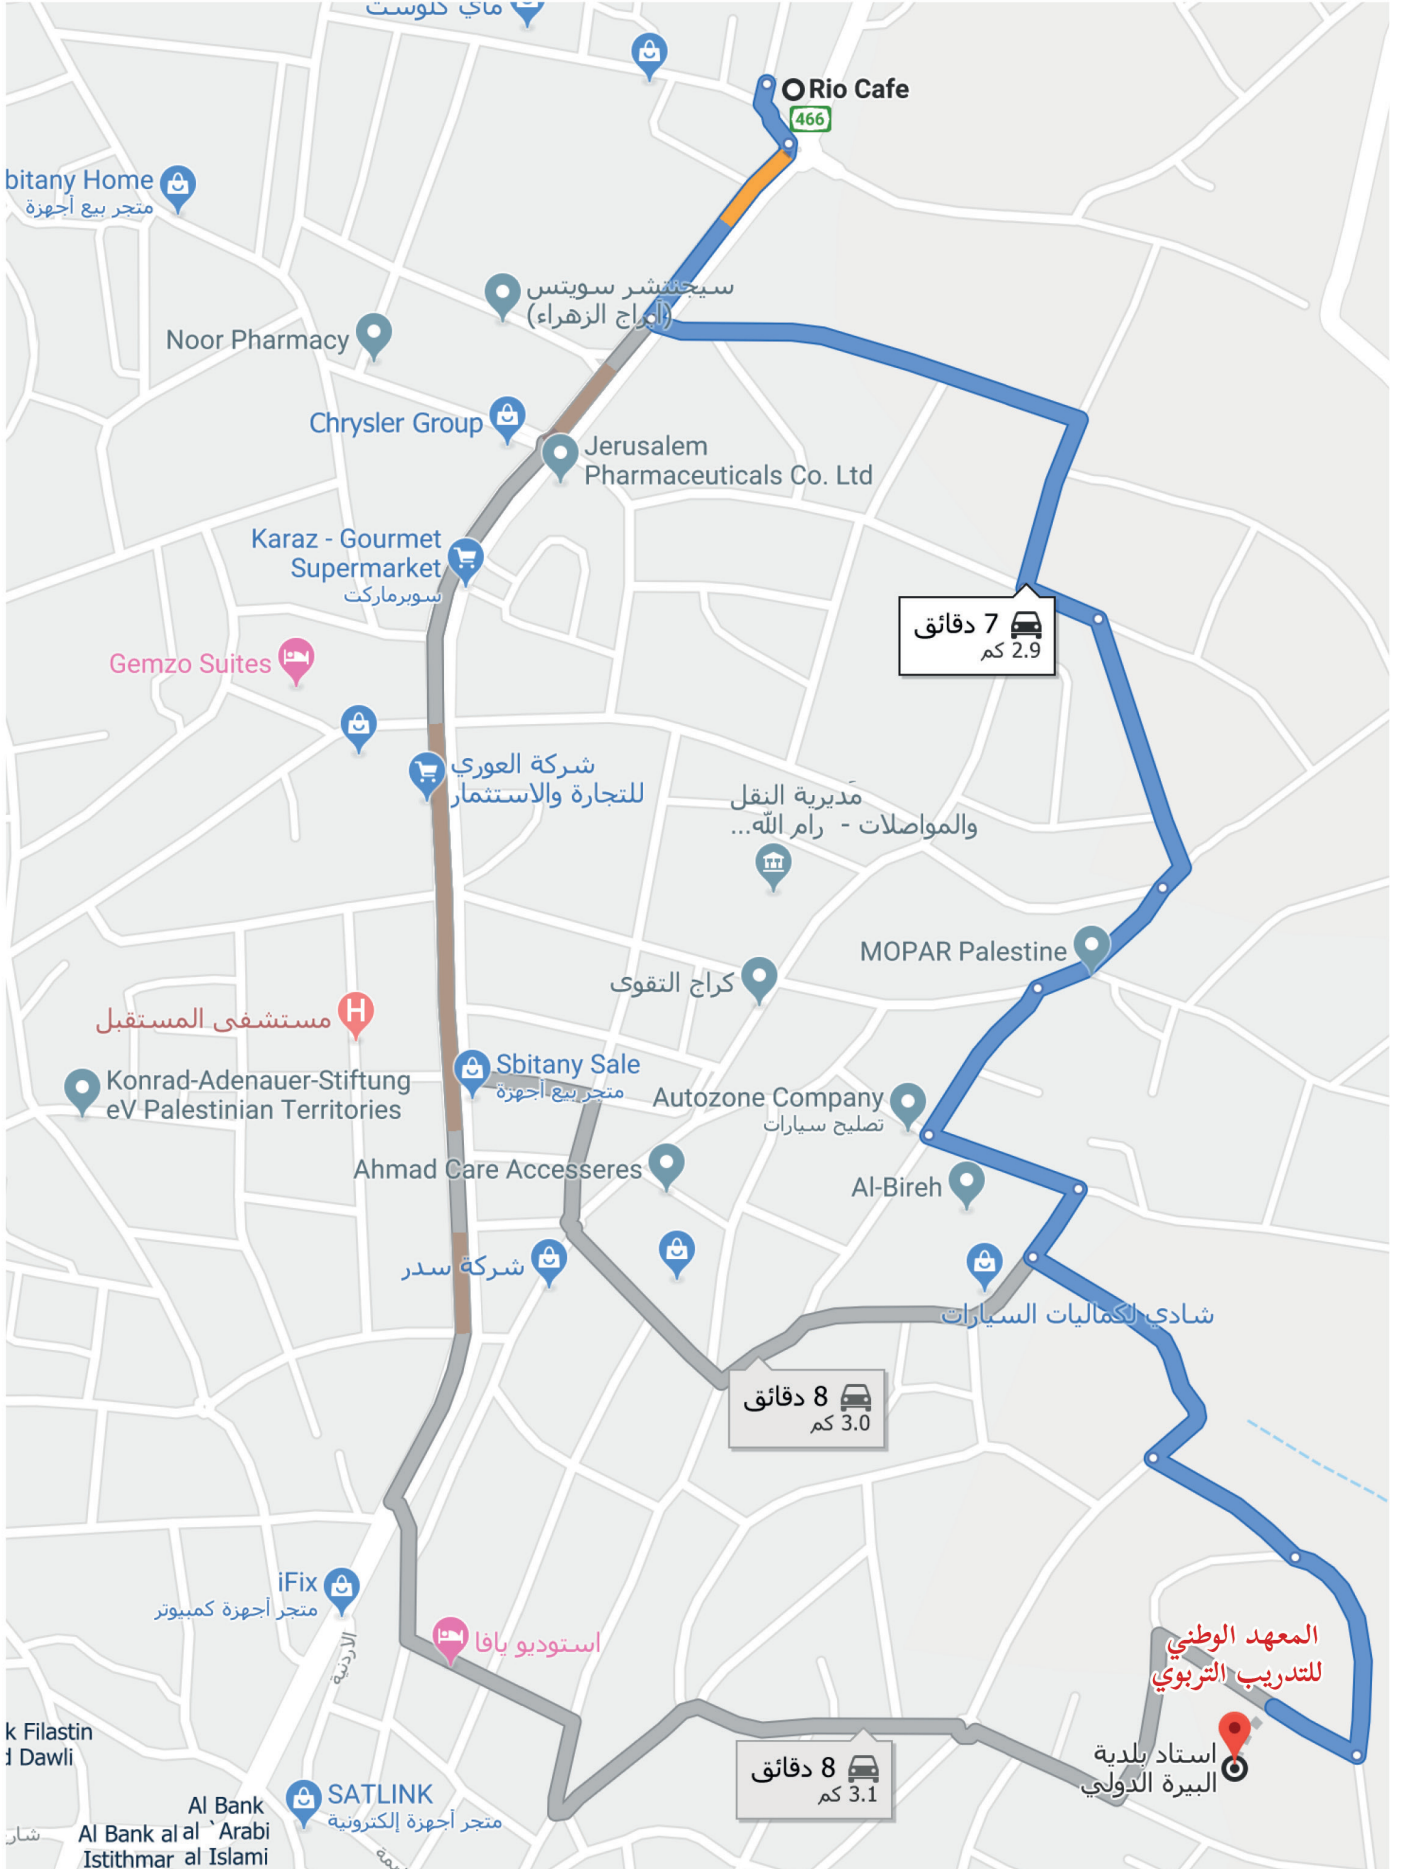 ماي كلوست
Rio Cafe
466
bitany Home
متجر بيع أجهزة
سيجنتشر سويتس
(أبراج الزهراء)
Noor Pharmacy
Chrysler Group
Jerusalem
Pharmaceuticals Co. Ltd
Karaz - Gourmet
Supermarket
سوبرماركت
7 دقائق
2.9 كم
Gemzo Suites
شركة العوري
للتجارة والاستثمار
مديرية النقل
والمواصلات - رام الله...
MOPAR Palestine
كراج التقوى
مستشفى المستقبل
Sbitany Sale
متجر بيع أجهزة
Konrad-Adenauer-Stiftung
eV Palestinian Territories
Autozone Company
تصليح سيارات
Ahmad Care Accesseres
Al-Bireh
شركة سدر
شادي لكماليات السيارات
8 دقائق
3.0 كم
iFix
متجر أجهزة كمبيوتر
الأردنية
استوديو يافا
المعهد الوطني
للتدريب التربوي
k Filastin
d Dawli
استاد بلدية
البيرة الدولي
8 دقائق
3.1 كم
SATLINK
متجر أجهزة إلكترونية
Al Bank
Al Bank al al `Arabi
Istithmar al Islami
شار